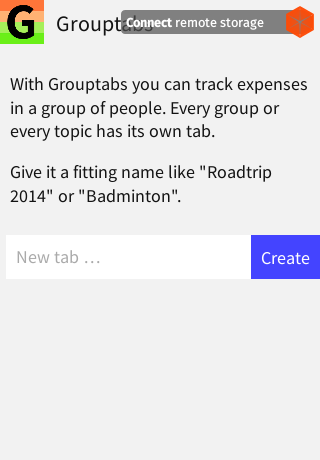 G Grouptabs
Connect remote storage
With Grouptabs you can track expenses
in a group of people. Every group or
every topic has its own tab.
Give it a fitting name like "Roadtrip
2014" or "Badminton".
New tab …
Create